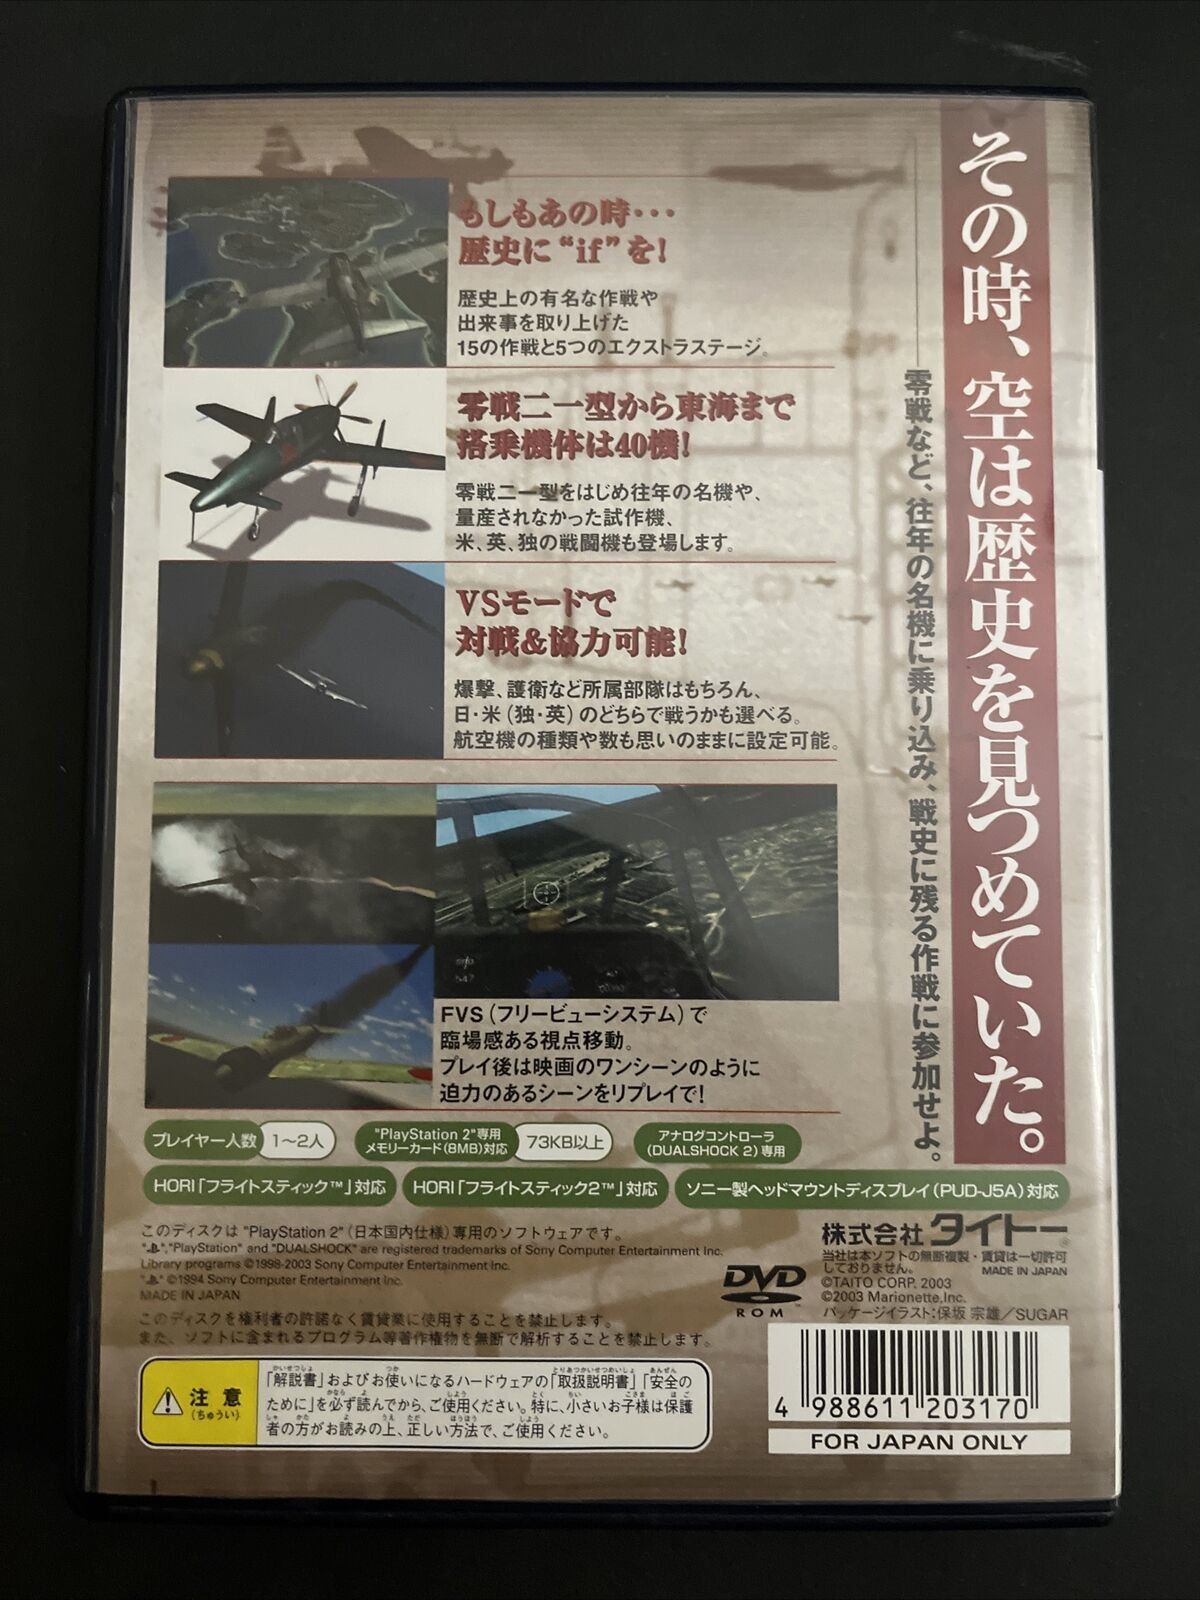 その時、空は歴史を見つめていた。
零戦など、往年の名機に乗り込み、戦史に残る作戦に参加せよ。
もしもあの時･･･
歴史に“if”を!
歴史上の有名な作戦や
出来事を取り上げた
15の作戦と5つのエクストラステージ。
零戦二一型から東海まで
搭乗機体は40機!
零戦二一型をはじめ往年の名機や、
量産されなかった試作機、
米、英、独の戦闘機も登場します。
VSモードで
対戦&協力可能!
爆撃、護衛など所属部隊はもちろん、
日・米(独・英)のどちらで戦うかも選べる。
航空機の種類や数も思いのままに設定可能。
FVS(フリービューシステム)で
臨場感ある視点移動。
プレイ後は映画のワンシーンのように
迫力のあるシーンをリプレイで!
プレイヤー人数 1～2人
"PlayStation 2"専用
メモリーカード(8MB)対応 73KB以上
アナログコントローラ
(DUALSHOCK 2)専用
HORI「フライトスティック™」対応
HORI「フライトスティック2™」対応
ソニー製ヘッドマウントディスプレイ(PUD-J5A)対応
このディスクは "PlayStation 2"(日本国内仕様)専用のソフトウェアです。
" ","PlayStation" and "DUALSHOCK" are registered trademarks of Sony Computer Entertainment Inc.
Library programs ©1998-2003 Sony Computer Entertainment Inc.
" " ©1994 Sony Computer Entertainment Inc.
MADE IN JAPAN
このディスクを権利者の許諾なく賃貸業に使用することを禁止します。
また、ソフトに含まれるプログラム等著作権物を無断で解析することを禁止します。
DVD
ROM
株式会社タイトー®
当社は本ソフトの無断複製・賃貸は一切許可
しておりません。 MADE IN JAPAN
©TAITO CORP. 2003
©2003 Marionette,Inc.
パッケージイラスト:保坂 宗雄/SUGAR
注意
(ちゅうい)
「解説書」およびお使いになるハードウェアの「取扱説明書」「安全の
ために」を必ず読んでから、ご使用ください。特に、小さいお子様は保護
者の方がお読みの上、正しい方法で、ご使用ください。
4 988611 203170
FOR JAPAN ONLY